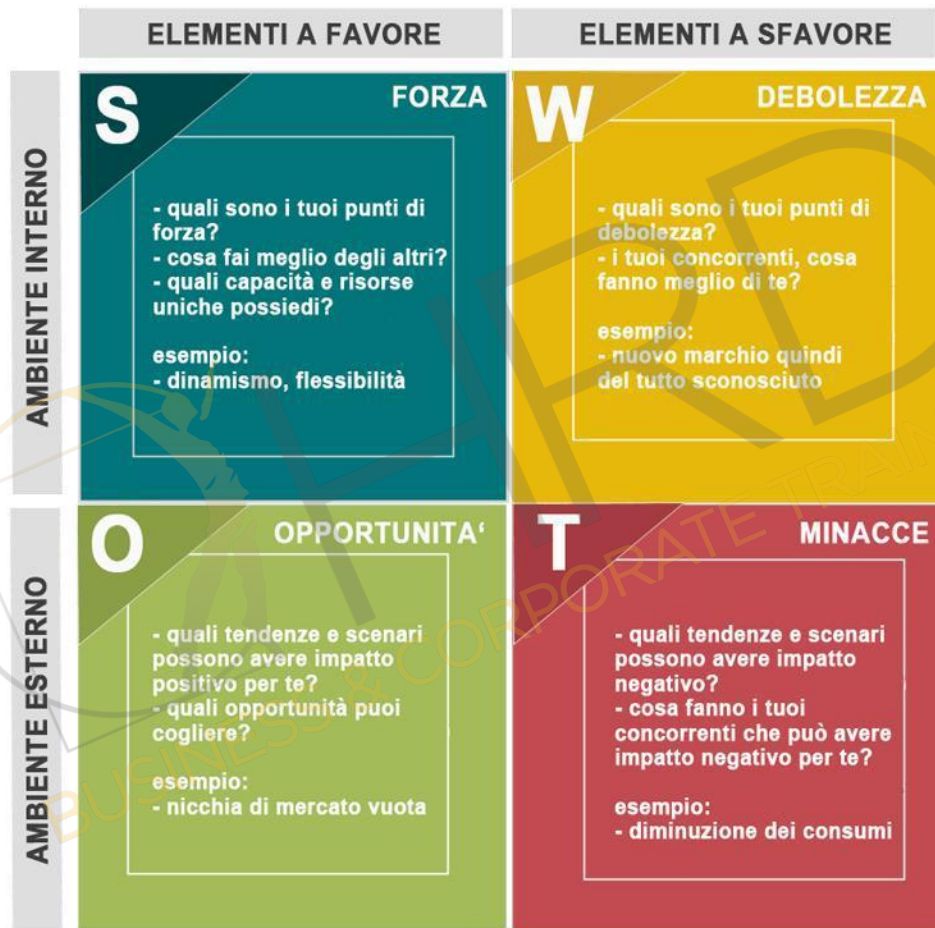 ELEMENTI A FAVORE
ELEMENTI A SFAVORE
AMBIENTE INTERNO
S
FORZA
- quali sono i tuoi punti di
forza?
- cosa fai meglio degli altri?
- quali capacità e risorse
uniche possiedi?
esempio:
- dinamismo, flessibilità
W
DEBOLEZZA
- quali sono i tuoi punti di
debolezza?
- i tuoi concorrenti, cosa
fanno meglio di te?
esempio:
- nuovo marchio quindi
del tutto sconosciuto
AMBIENTE ESTERNO
O
OPPORTUNITA‘
- quali tendenze e scenari
possono avere impatto
positivo per te?
- quali opportunità puoi
cogliere?
esempio:
- nicchia di mercato vuota
T
MINACCE
- quali tendenze e scenari
possono avere impatto
negativo?
- cosa fanno i tuoi
concorrenti che può avere
impatto negativo per te?
esempio:
- diminuzione dei consumi
HRD
BUSINESS & CORPORATE TRAIN